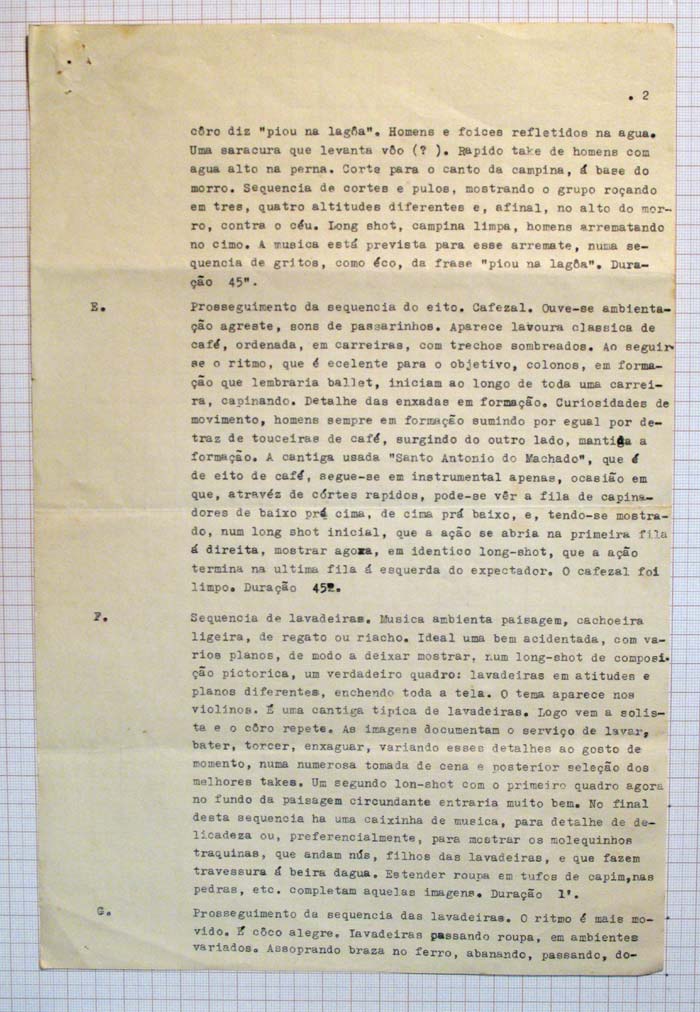 . 2
côro diz "piou na lagôa". Homens e foices refletidos na agua.
Uma saracura que levanta vôo (? ). Rapido take de homens com
agua alto na perna. Corte para o canto da campina, á base do
morro. Sequencia de cortes e pulos, mostrando o grupo roçando
em tres, quatro altitudes diferentes e, afinal, no alto do mor-
ro, contra o céu. Long shot, campina limpa, homens arrematando
no cimo. A musica está prevista para esse arremate, numa se-
quencia de gritos, como éco, da frase "piou na lagôa". Dura-
ção 45".
E. Prosseguimento da sequencia do eito. Cafezal. Ouve-se ambienta-
ção agreste, sons de passarinhos. Aparece lavoura classica de
café, ordenada, em carreiras, com trechos sombreados. Ao seguir
se o ritmo, que é ecelente para o objetivo, colonos, em forma-
ção que lembraria ballet, iniciam ao longo de toda uma carrei-
ra, capinando. Detalhe das enxadas em formação. Curiosidades de
movimento, homens sempre em formação sumindo por egual por de-
traz de touceiras de café, surgindo do outro lado, mantida a
formação. A cantiga usada "Santo Antonio do Machado", que é
de eito de café, segue-se em instrumental apenas, ocasião em
que, atravéz de córtes rapidos, pode-se vêr a fila de capina-
dores de baixo prá cima, de cima prá baixo, e, tendo-se mostra-
do, num long shot inicial, que a ação se abria na primeira fila
á direita, mostrar agora, em identico long-shot, que a ação
termina na ultima fila á esquerda do expectador. O cafezal foi
limpo. Duração 45".
F. Sequencia de lavadeiras. Musica ambienta paisagem, cachoeira
ligeira, de regato ou riacho. Ideal uma bem acidentada, com va-
rios planos, de modo a deixar mostrar, num long-shot de composi-
ção pictorica, um verdadeiro quadro: lavadeiras em atitudes e
planos diferentes, enchendo toda a tela. O tema aparece nos
violinos. É uma cantiga tipica de lavadeiras. Logo vem a solis-
ta e o côro repete. As imagens documentam o serviço de lavar,
bater, torcer, enxaguar, variando esses detalhes ao gosto de
momento, numa numerosa tomada de cena e posterior seleção dos
melhores takes. Um segundo lon-shot com o primeiro quadro agora
no fundo da paisagem circundante entraria muito bem. No final
desta sequencia ha uma caixinha de musica, para detalhe de de-
licadeza ou, preferencialmente, para mostrar os molequinhos
traquinas, que andam nús, filhos das lavadeiras, e que fazem
travessura á beira dagua. Estender roupa em tufos de capim,nas
pedras, etc. completam aquelas imagens. Duração 1'.
G. Prosseguimento da sequencia das lavadeiras. O ritmo é mais mo-
vido. É côco alegre. Lavadeiras passando roupa, em ambientes
variados. Assoprando braza no ferro, abanando, passando, do-